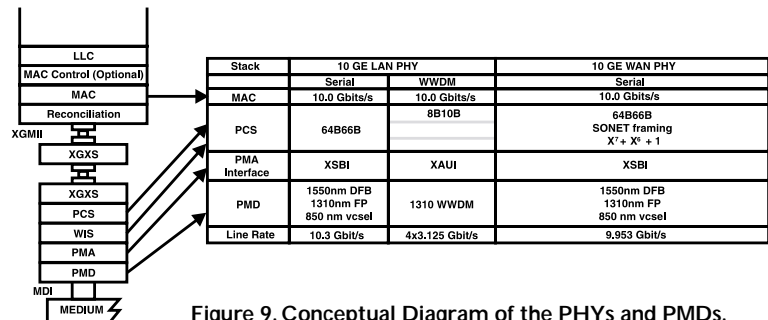 LLC
MAC Control (Optional)
MAC
Reconciliation
XGMII
XGXS
XGXS
PCS
WIS
PMA
PMD
MDI
MEDIUM
Stack 10 GE LAN PHY 10 GE WAN PHY
Serial WWDM Serial
MAC 10.0 Gbits/s 10.0 Gbits/s 10.0 Gbits/s
PCS 64B66B 8B10B 64B66B
SONET framing
X⁷ + X⁶ + 1
PMA
Interface XSBI XAUI XSBI
PMD 1550nm DFB 1310 WWDM 1550nm DFB
1310nm FP 1310nm FP
850 nm vcsel 850 nm vcsel
Line Rate 10.3 Gbit/s 4x3.125 Gbit/s 9.953 Gbit/s
Figure 9. Conceptual Diagram of the PHYs and PMDs.